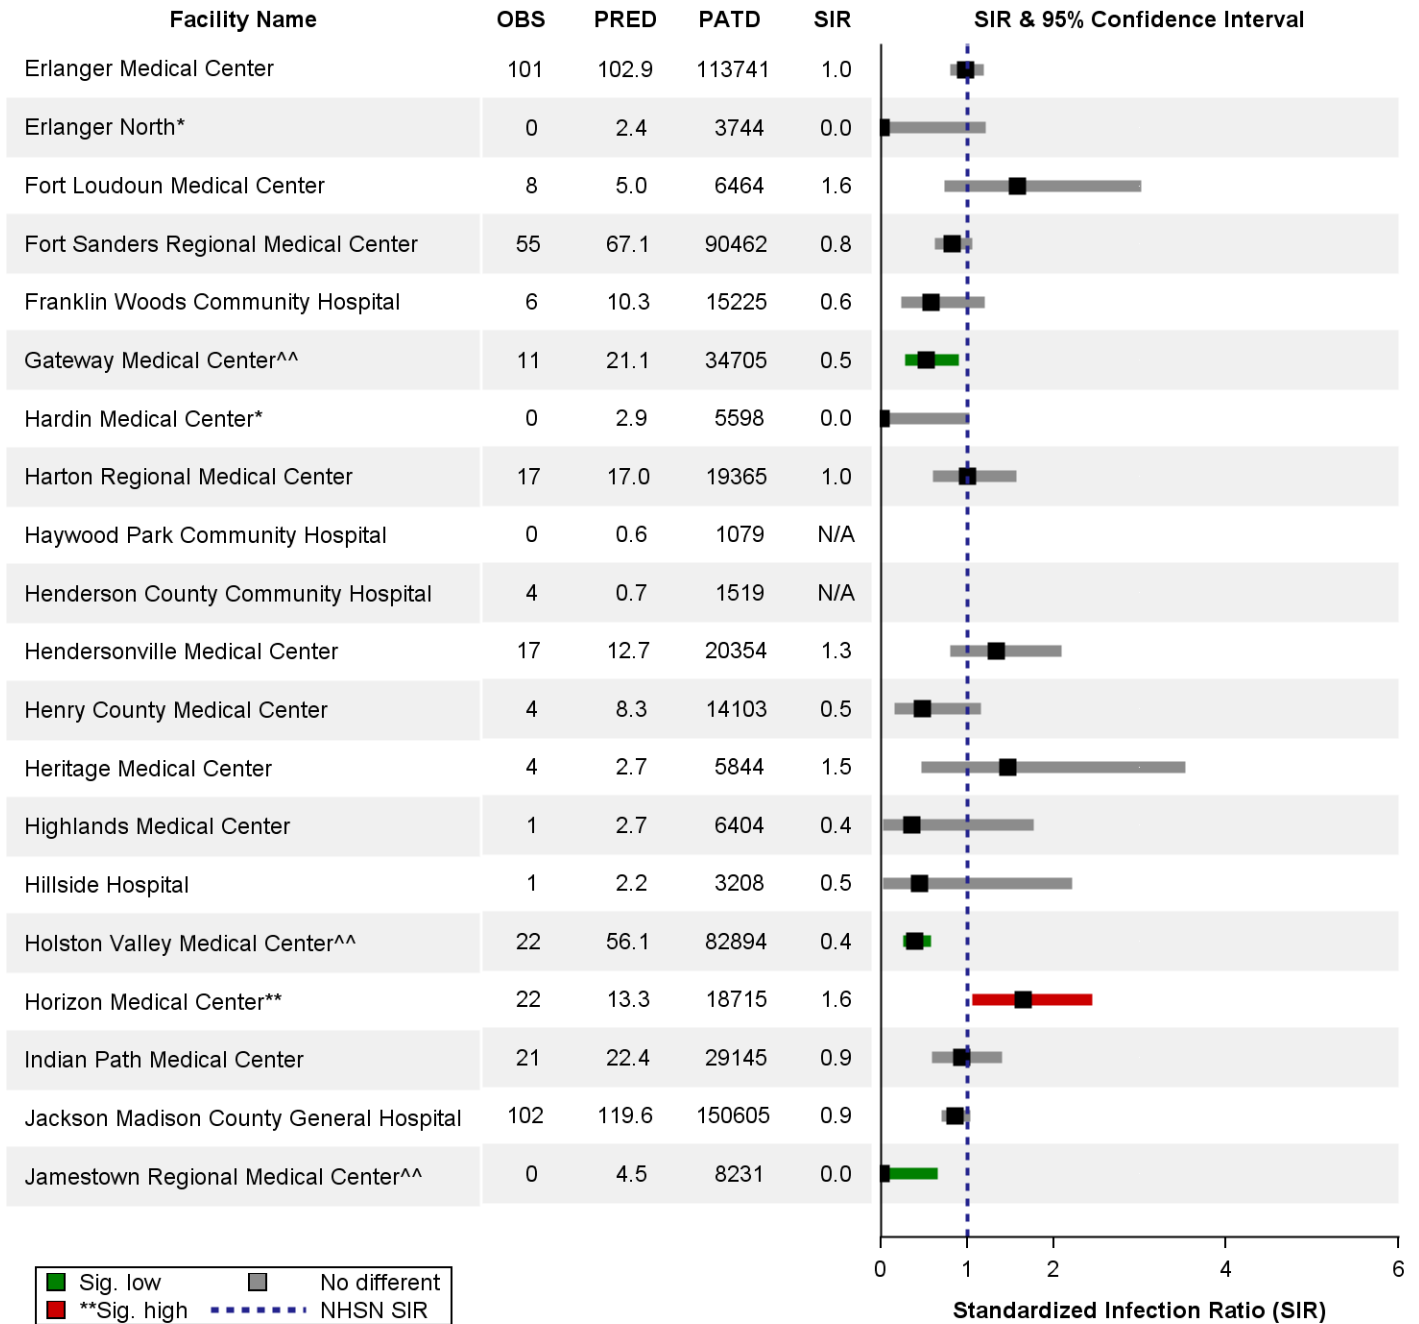 Facility Name OBS PRED PATD SIR SIR & 95% Confidence Interval
Erlanger Medical Center 101 102.9 113741 1.0
Erlanger North* 0 2.4 3744 0.0
Fort Loudoun Medical Center 8 5.0 6464 1.6
Fort Sanders Regional Medical Center 55 67.1 90462 0.8
Franklin Woods Community Hospital 6 10.3 15225 0.6
Gateway Medical Center^^ 11 21.1 34705 0.5
Hardin Medical Center* 0 2.9 5598 0.0
Harton Regional Medical Center 17 17.0 19365 1.0
Haywood Park Community Hospital 0 0.6 1079 N/A
Henderson County Community Hospital 4 0.7 1519 N/A
Hendersonville Medical Center 17 12.7 20354 1.3
Henry County Medical Center 4 8.3 14103 0.5
Heritage Medical Center 4 2.7 5844 1.5
Highlands Medical Center 1 2.7 6404 0.4
Hillside Hospital 1 2.2 3208 0.5
Holston Valley Medical Center^^ 22 56.1 82894 0.4
Horizon Medical Center** 22 13.3 18715 1.6
Indian Path Medical Center 21 22.4 29145 0.9
Jackson Madison County General Hospital 102 119.6 150605 0.9
Jamestown Regional Medical Center^^ 0 4.5 8231 0.0
0 1 2 4 6
Standardized Infection Ratio (SIR)
Sig. low No different
**Sig. high NHSN SIR